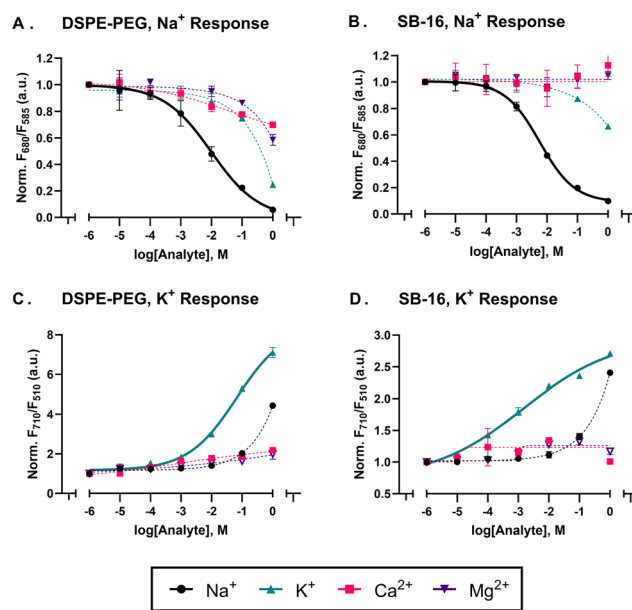 A. DSPE-PEG, Na⁺ Response
Norm. F₆₈₀/F₅₈₅ (a.u.)
1.4
1.2
1.0
0.8
0.6
0.4
0.2
0.0
-6 -5 -4 -3 -2 -1 0
log[Analyte], M
B. SB-16, Na⁺ Response
Norm. F₆₈₀/F₅₈₅ (a.u.)
1.4
1.2
1.0
0.8
0.6
0.4
0.2
0.0
-6 -5 -4 -3 -2 -1 0
log[Analyte], M
C. DSPE-PEG, K⁺ Response
Norm. F₇₁₀/F₅₁₀ (a.u.)
8
6
4
2
0
-6 -5 -4 -3 -2 -1 0
log[Analyte], M
D. SB-16, K⁺ Response
Norm. F₇₁₀/F₅₁₀ (a.u.)
3.0
2.5
2.0
1.5
1.0
0.5
-6 -5 -4 -3 -2 -1 0
log[Analyte], M
Na⁺ K⁺ Ca²⁺ Mg²⁺